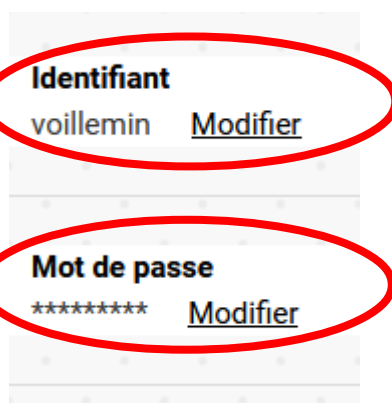 Identifiant
voillemin Modifier
Mot de passe
********* Modifier